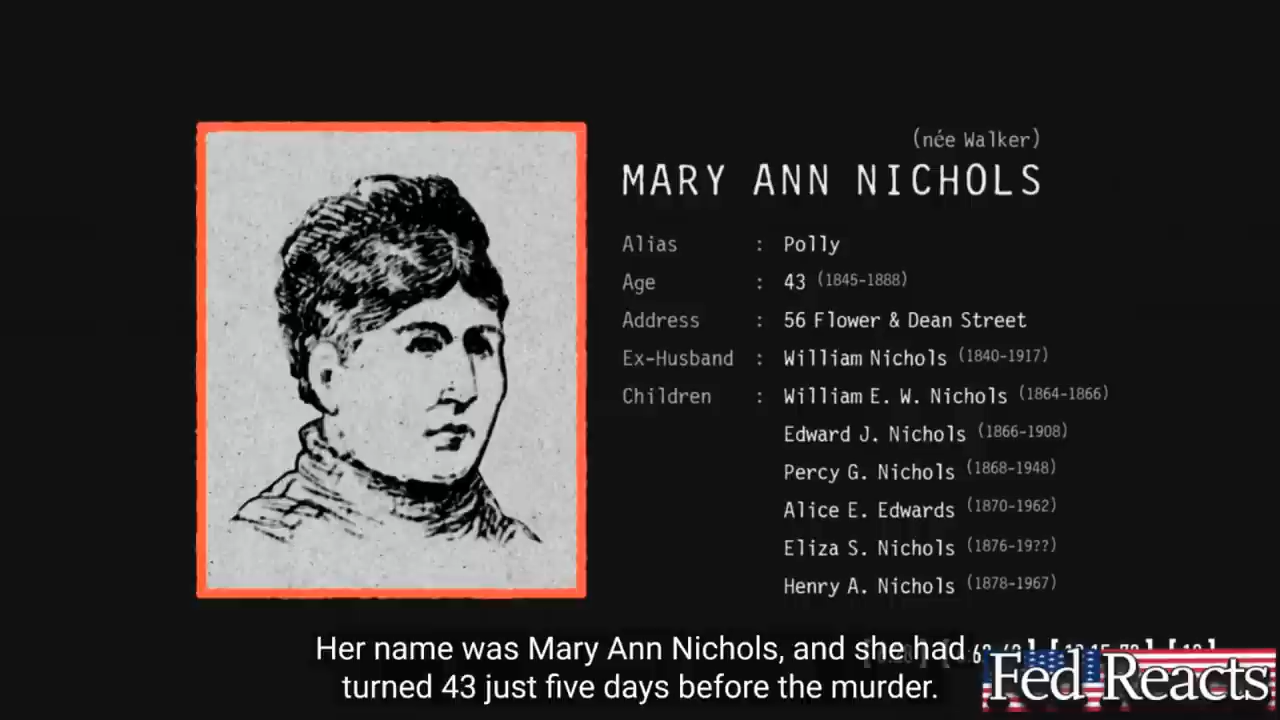 (née Walker)
MARY ANN NICHOLS
Alias : Polly
Age : 43 (1845-1888)
Address : 56 Flower & Dean Street
Ex-Husband : William Nichols (1840-1917)
Children : William E. W. Nichols (1864-1866)
Edward J. Nichols (1866-1908)
Percy G. Nichols (1868-1948)
Alice E. Edwards (1870-1962)
Eliza S. Nichols (1876-19??)
Henry A. Nichols (1878-1967)
Her name was Mary Ann Nichols, and she had
turned 43 just five days before the murder.
Fed Reacts